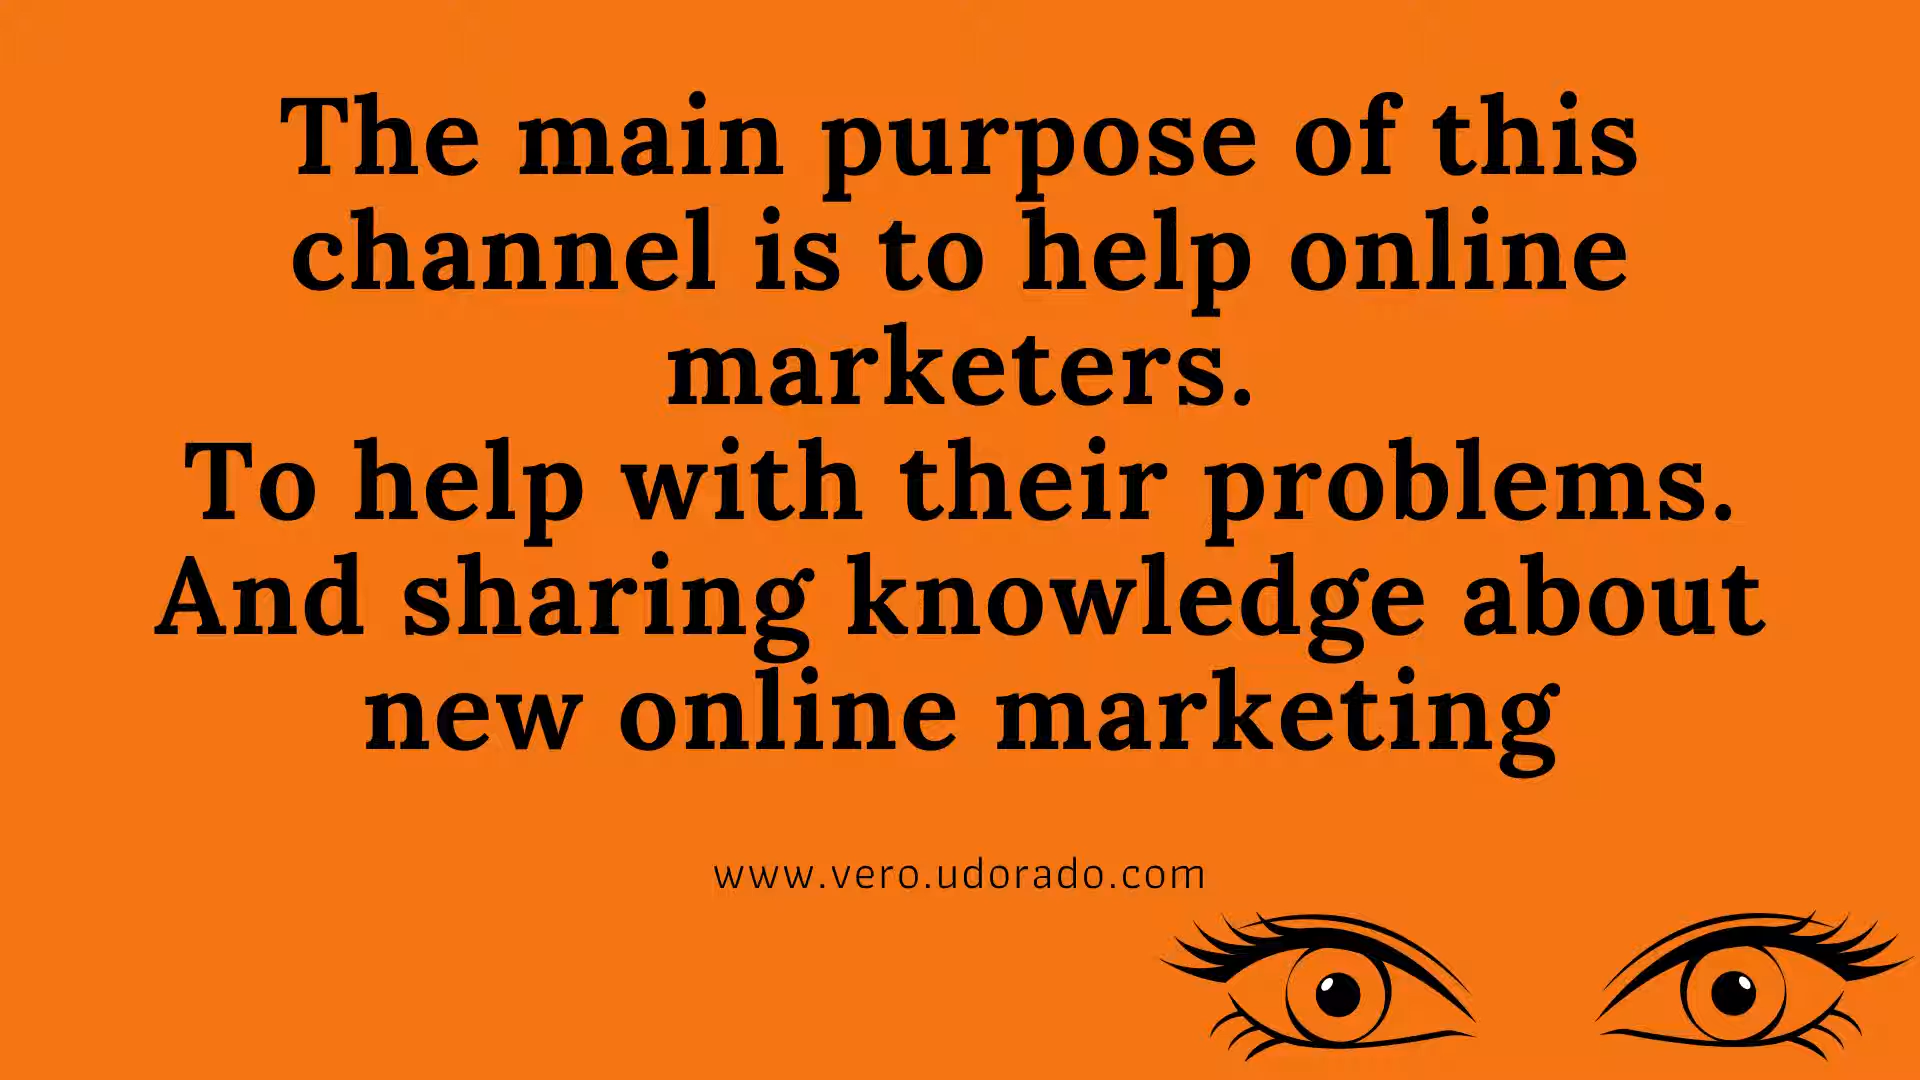 The main purpose of this
channel is to help online
marketers.
To help with their problems.
And sharing knowledge about
new online marketing
www.vero.udorado.com